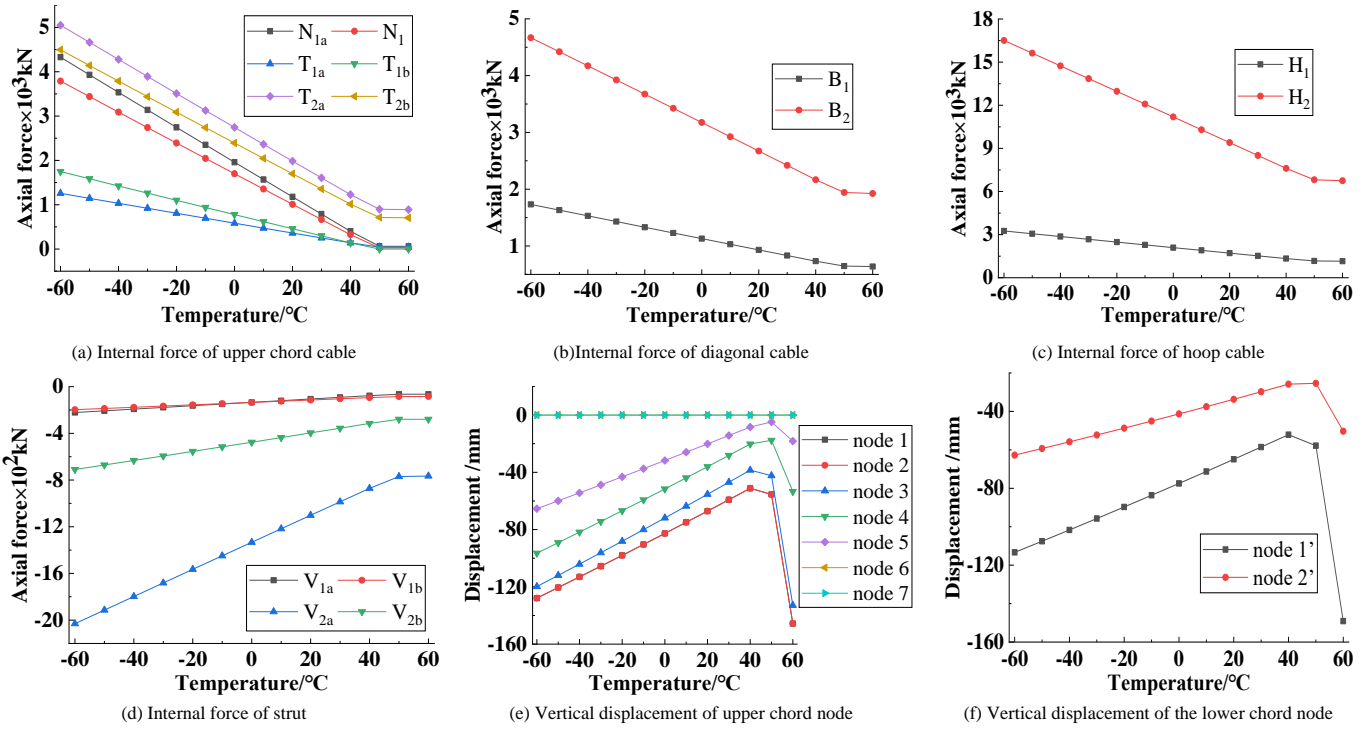 5
4
3
2
1
0
Axial force×10³kN
N1a N1
T1a T1b
T2a T2b
-60 -40 -20 0 20 40 60
Temperature/℃
(a) Internal force of upper chord cable
5
4
3
2
1
Axial force×10³kN
B1
B2
-60 -40 -20 0 20 40 60
Temperature/℃
(b)Internal force of diagonal cable
18
15
12
9
6
3
0
Axial force×10³kN
H1
H2
-60 -40 -20 0 20 40 60
Temperature/℃
(c) Internal force of hoop cable
0
-4
-8
-12
-16
-20
Axial force×10²kN
V1a V1b
V2a V2b
-60 -40 -20 0 20 40 60
Temperature/℃
(d) Internal force of strut
0
-40
-80
-120
-160
Displacement /mm
node 1
node 2
node 3
node 4
node 5
node 6
node 7
-60 -40 -20 0 20 40 60
Temperature/℃
(e) Vertical displacement of upper chord node
-40
-80
-120
-160
Displacement /mm
node 1’
node 2’
-60 -40 -20 0 20 40 60
Temperature/℃
(f) Vertical displacement of the lower chord node